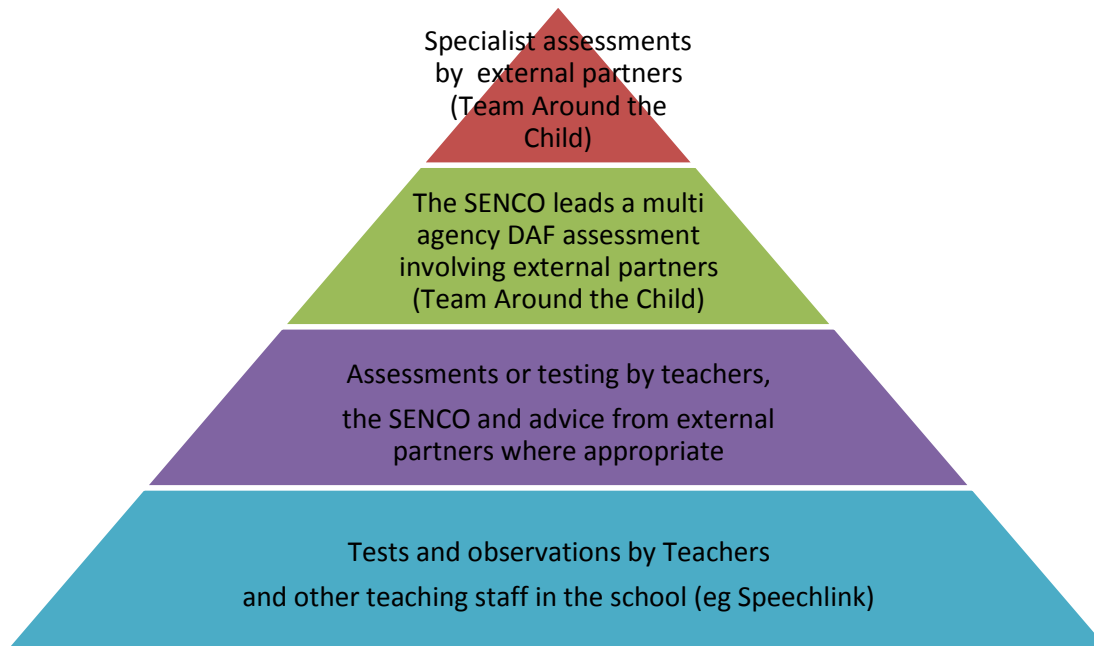 Specialist assessments
by external partners
(Team Around the
Child)
The SENCO leads a multi
agency DAF assessment
involving external partners
(Team Around the Child)
Assessments or testing by teachers,
the SENCO and advice from external
partners where appropriate
Tests and observations by Teachers
and other teaching staff in the school (eg Speechlink)